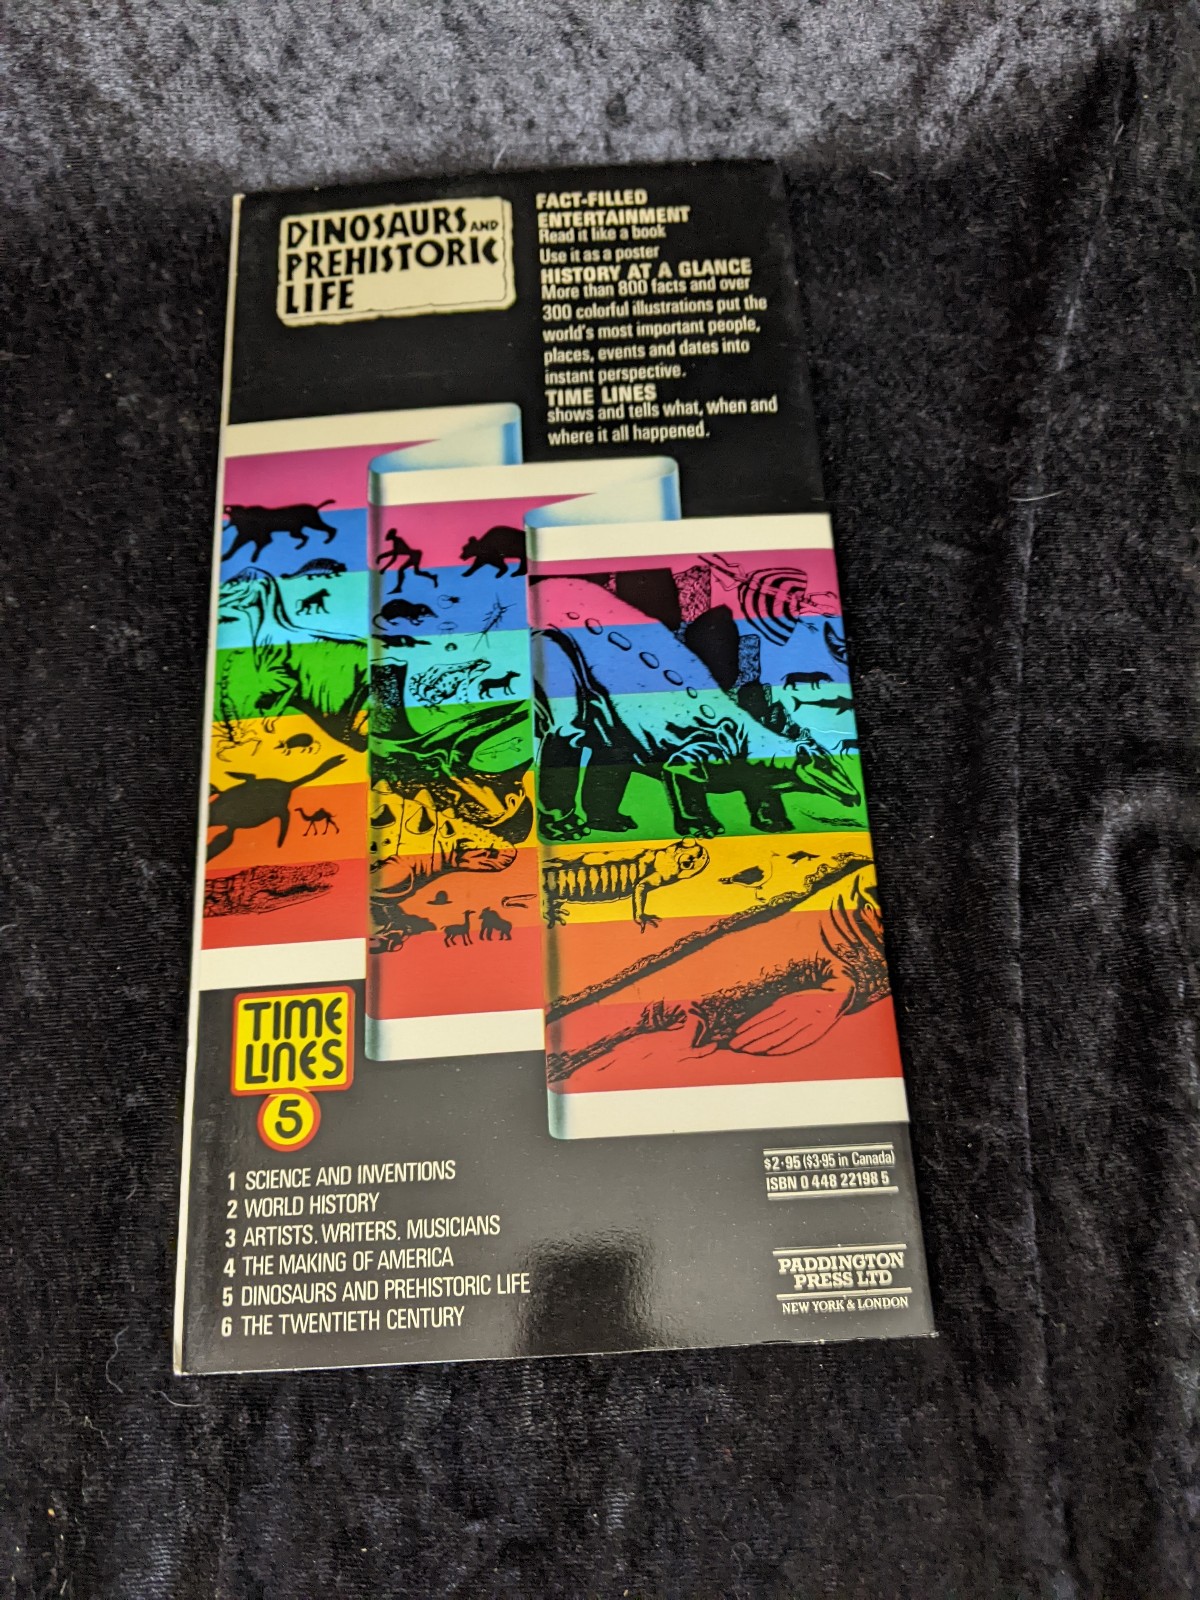 DINOSAURS AND
PREHISTORIC
LIFE
FACT-FILLED
ENTERTAINMENT
Read it like a book
Use it as a poster
HISTORY AT A GLANCE
More than 800 facts and over
300 colorful illustrations put the
world's most important people,
places, events and dates into
instant perspective.
TIME LINES
shows and tells what, when and
where it all happened.
TIME
LINES
5
1 SCIENCE AND INVENTIONS
2 WORLD HISTORY
3 ARTISTS, WRITERS, MUSICIANS
4 THE MAKING OF AMERICA
5 DINOSAURS AND PREHISTORIC LIFE
6 THE TWENTIETH CENTURY
$2·95 ($3·95 in Canada)
ISBN 0 448 22198 5
PADDINGTON
PRESS LTD
NEW YORK & LONDON